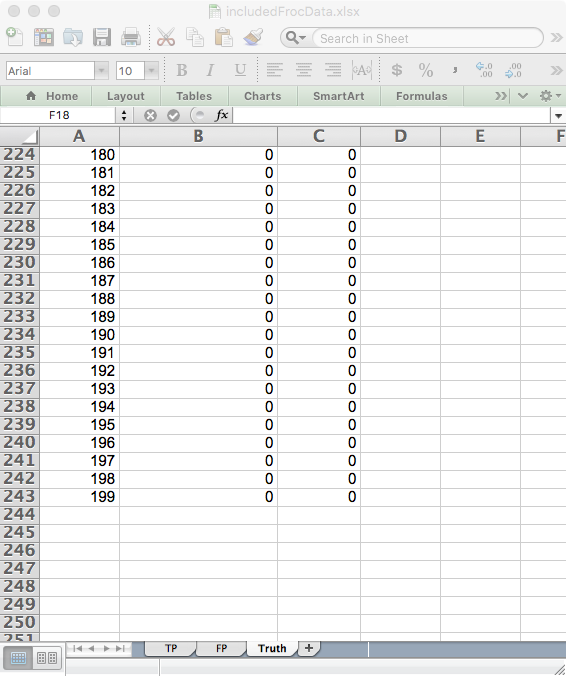 includedFrocData.xlsx
Search in Sheet
Arial 10 B I U $ % ,
Home Layout Tables Charts SmartArt Formulas
F18 fx
A B C D E F
224 180 0 0
225 181 0 0
226 182 0 0
227 183 0 0
228 184 0 0
229 185 0 0
230 186 0 0
231 187 0 0
232 188 0 0
233 189 0 0
234 190 0 0
235 191 0 0
236 192 0 0
237 193 0 0
238 194 0 0
239 195 0 0
240 196 0 0
241 197 0 0
242 198 0 0
243 199 0 0
244
245
246
247
248
249
250
251
TP FP Truth +